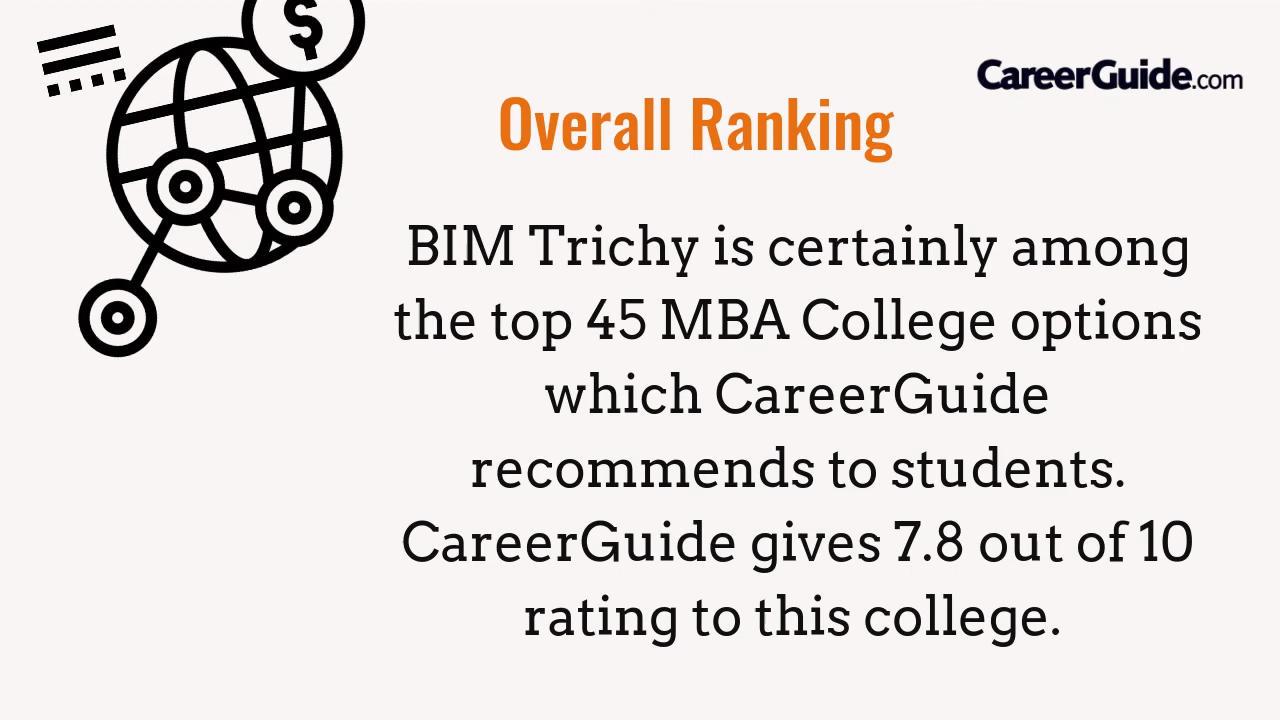 $
CareerGuide.com
Overall Ranking
BIM Trichy is certainly among
the top 45 MBA College options
which CareerGuide
recommends to students.
CareerGuide gives 7.8 out of 10
rating to this college.